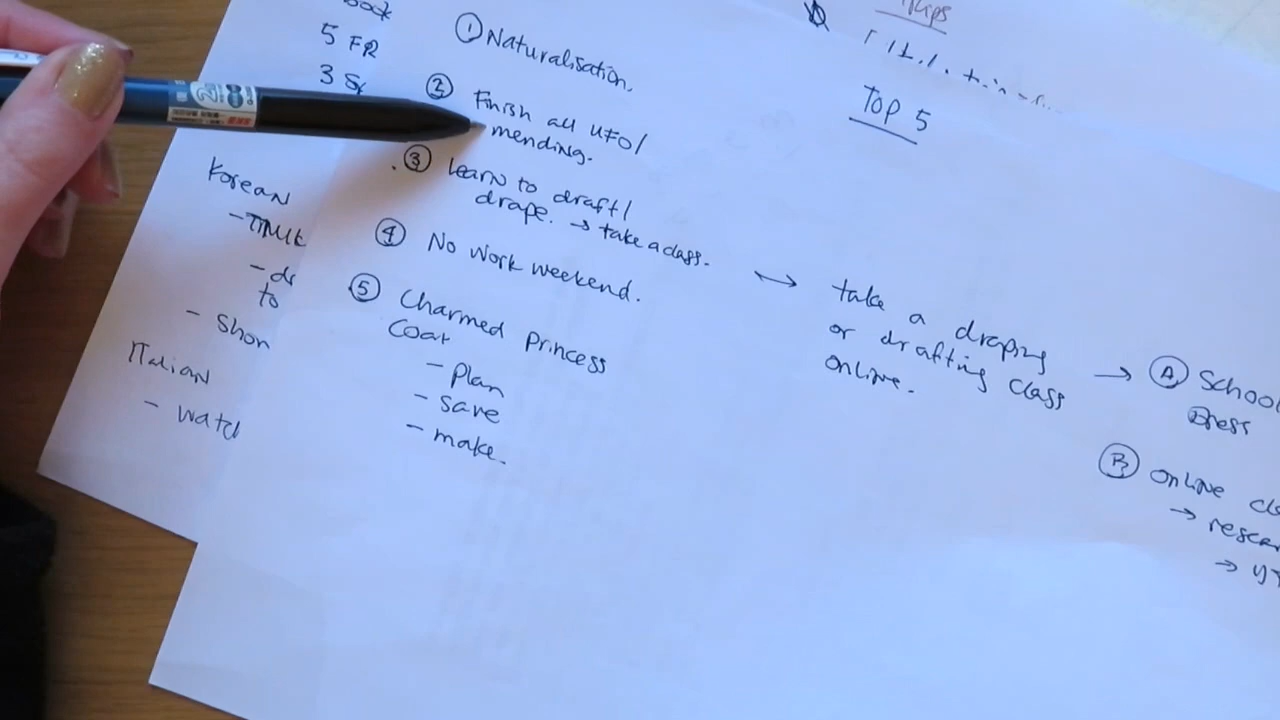 5 FR
3
① Naturalisation.
② Finish all UFO/
mending.
③ Learn to draft/
drape. → take a class.
④ No work weekend.
⑤ Charmed Princess
Coat
- plan
- save
- make.
Korean
- TTMIK
to
Italian
TOP 5
take a draping
or drafting class
online.
→ Ⓐ School
Dress
Ⓑ online
→
→